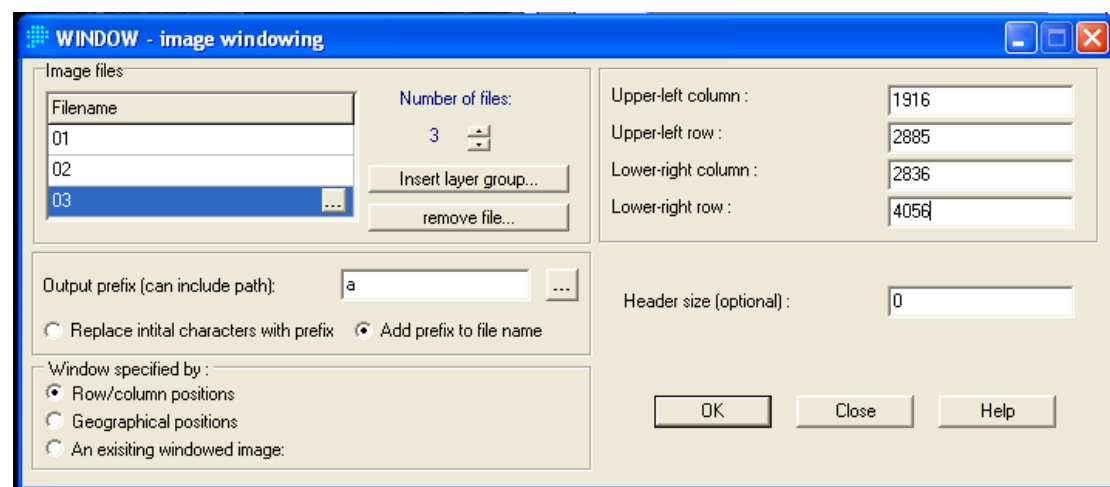 WINDOW - image windowing
Image files
Filename
01
02
03
...
Number of files:
3
Insert layer group...
remove file...
Upper-left column :
1916
Upper-left row :
2885
Lower-right column :
2836
Lower-right row :
4056
Output prefix (can include path):
a
...
Replace intital characters with prefix
Add prefix to file name
Header size (optional) :
0
Window specified by :
Row/column positions
Geographical positions
An exisiting windowed image:
OK
Close
Help